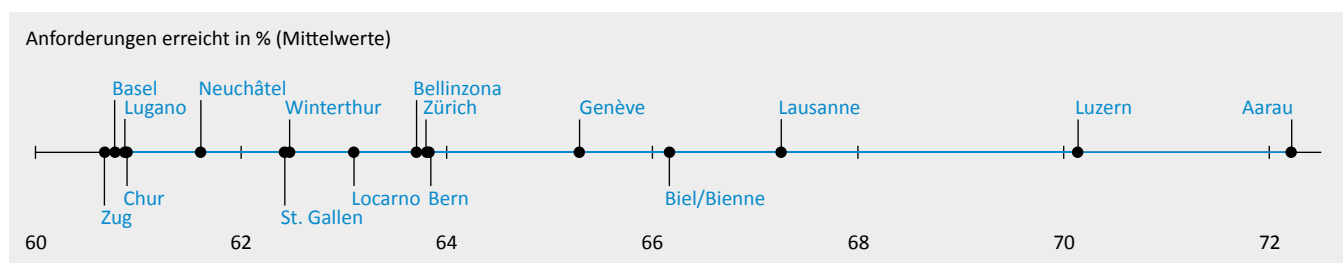 Anforderungen erreicht in % (Mittelwerte)
Basel Neuchâtel Bellinzona
Lugano Winterthur Zürich Genève Lausanne Luzern Aarau
Chur Locarno Bern Biel/Bienne
Zug St. Gallen
60 62 64 66 68 70 72